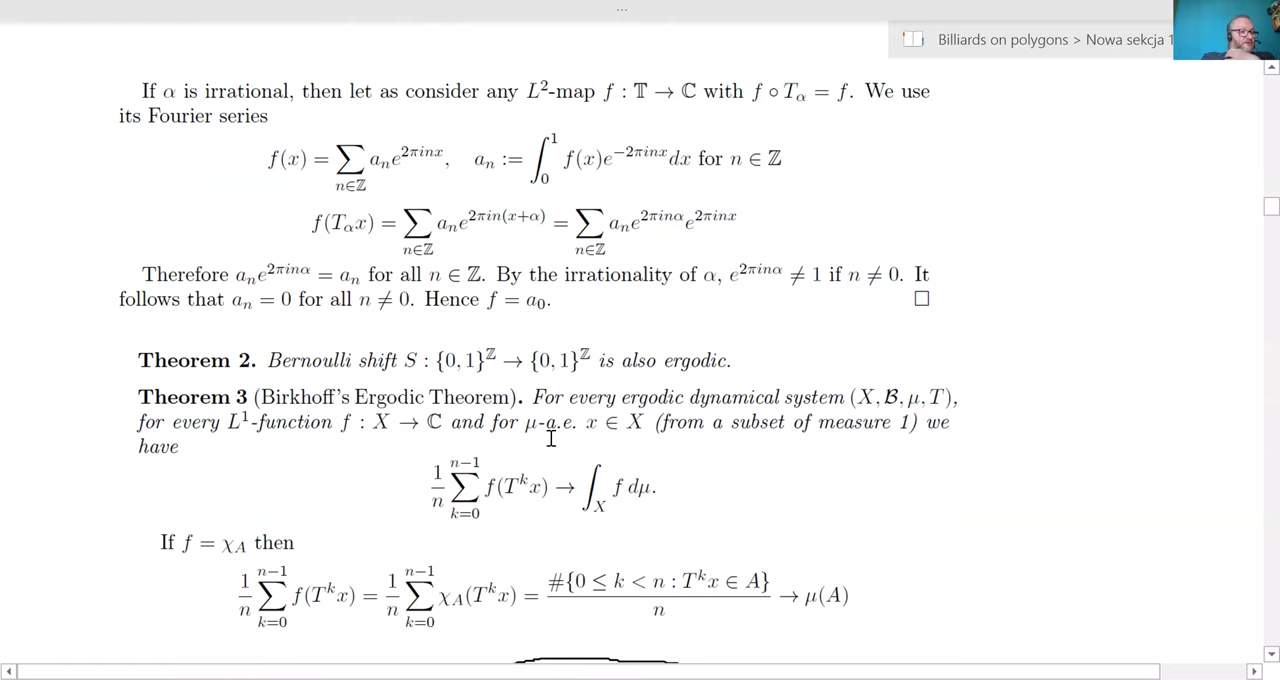 ...
Billiards on polygons > Nowa sekcja 1
If α is irrational, then let as consider any L²-map f : 𝕋 → ℂ with f ∘ T_α = f. We use
its Fourier series
f(x) = ∑_{n∈ℤ} a_n e^{2πinx}, a_n := ∫_0^1 f(x)e^{−2πinx} dx for n ∈ ℤ
f(T_α x) = ∑_{n∈ℤ} a_n e^{2πin(x+α)} = ∑_{n∈ℤ} a_n e^{2πinα} e^{2πinx}
Therefore a_n e^{2πinα} = a_n for all n ∈ ℤ. By the irrationality of α, e^{2πinα} ≠ 1 if n ≠ 0. It
follows that a_n = 0 for all n ≠ 0. Hence f = a_0. □
Theorem 2. Bernoulli shift S : {0, 1}^ℤ → {0, 1}^ℤ is also ergodic.
Theorem 3 (Birkhoff's Ergodic Theorem). For every ergodic dynamical system (X, ℬ, μ, T),
for every L¹-function f : X → ℂ and for μ-a.e. x ∈ X (from a subset of measure 1) we
have
1/n ∑_{k=0}^{n−1} f(T^k x) → ∫_X f dμ.
If f = χ_A then
1/n ∑_{k=0}^{n−1} f(T^k x) = 1/n ∑_{k=0}^{n−1} χ_A(T^k x) = #{0 ≤ k < n : T^k x ∈ A}/n → μ(A)